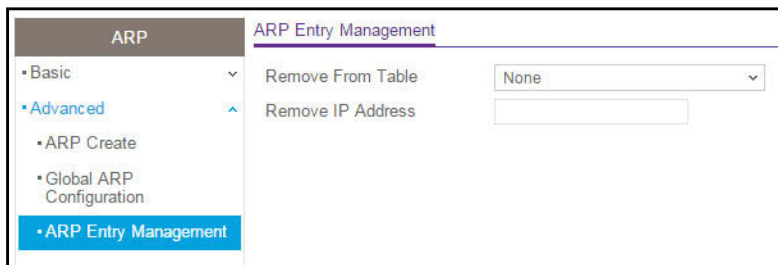 ARP
Basic
Advanced
ARP Create
Global ARP
Configuration
ARP Entry Management
ARP Entry Management
Remove From Table
None
Remove IP Address